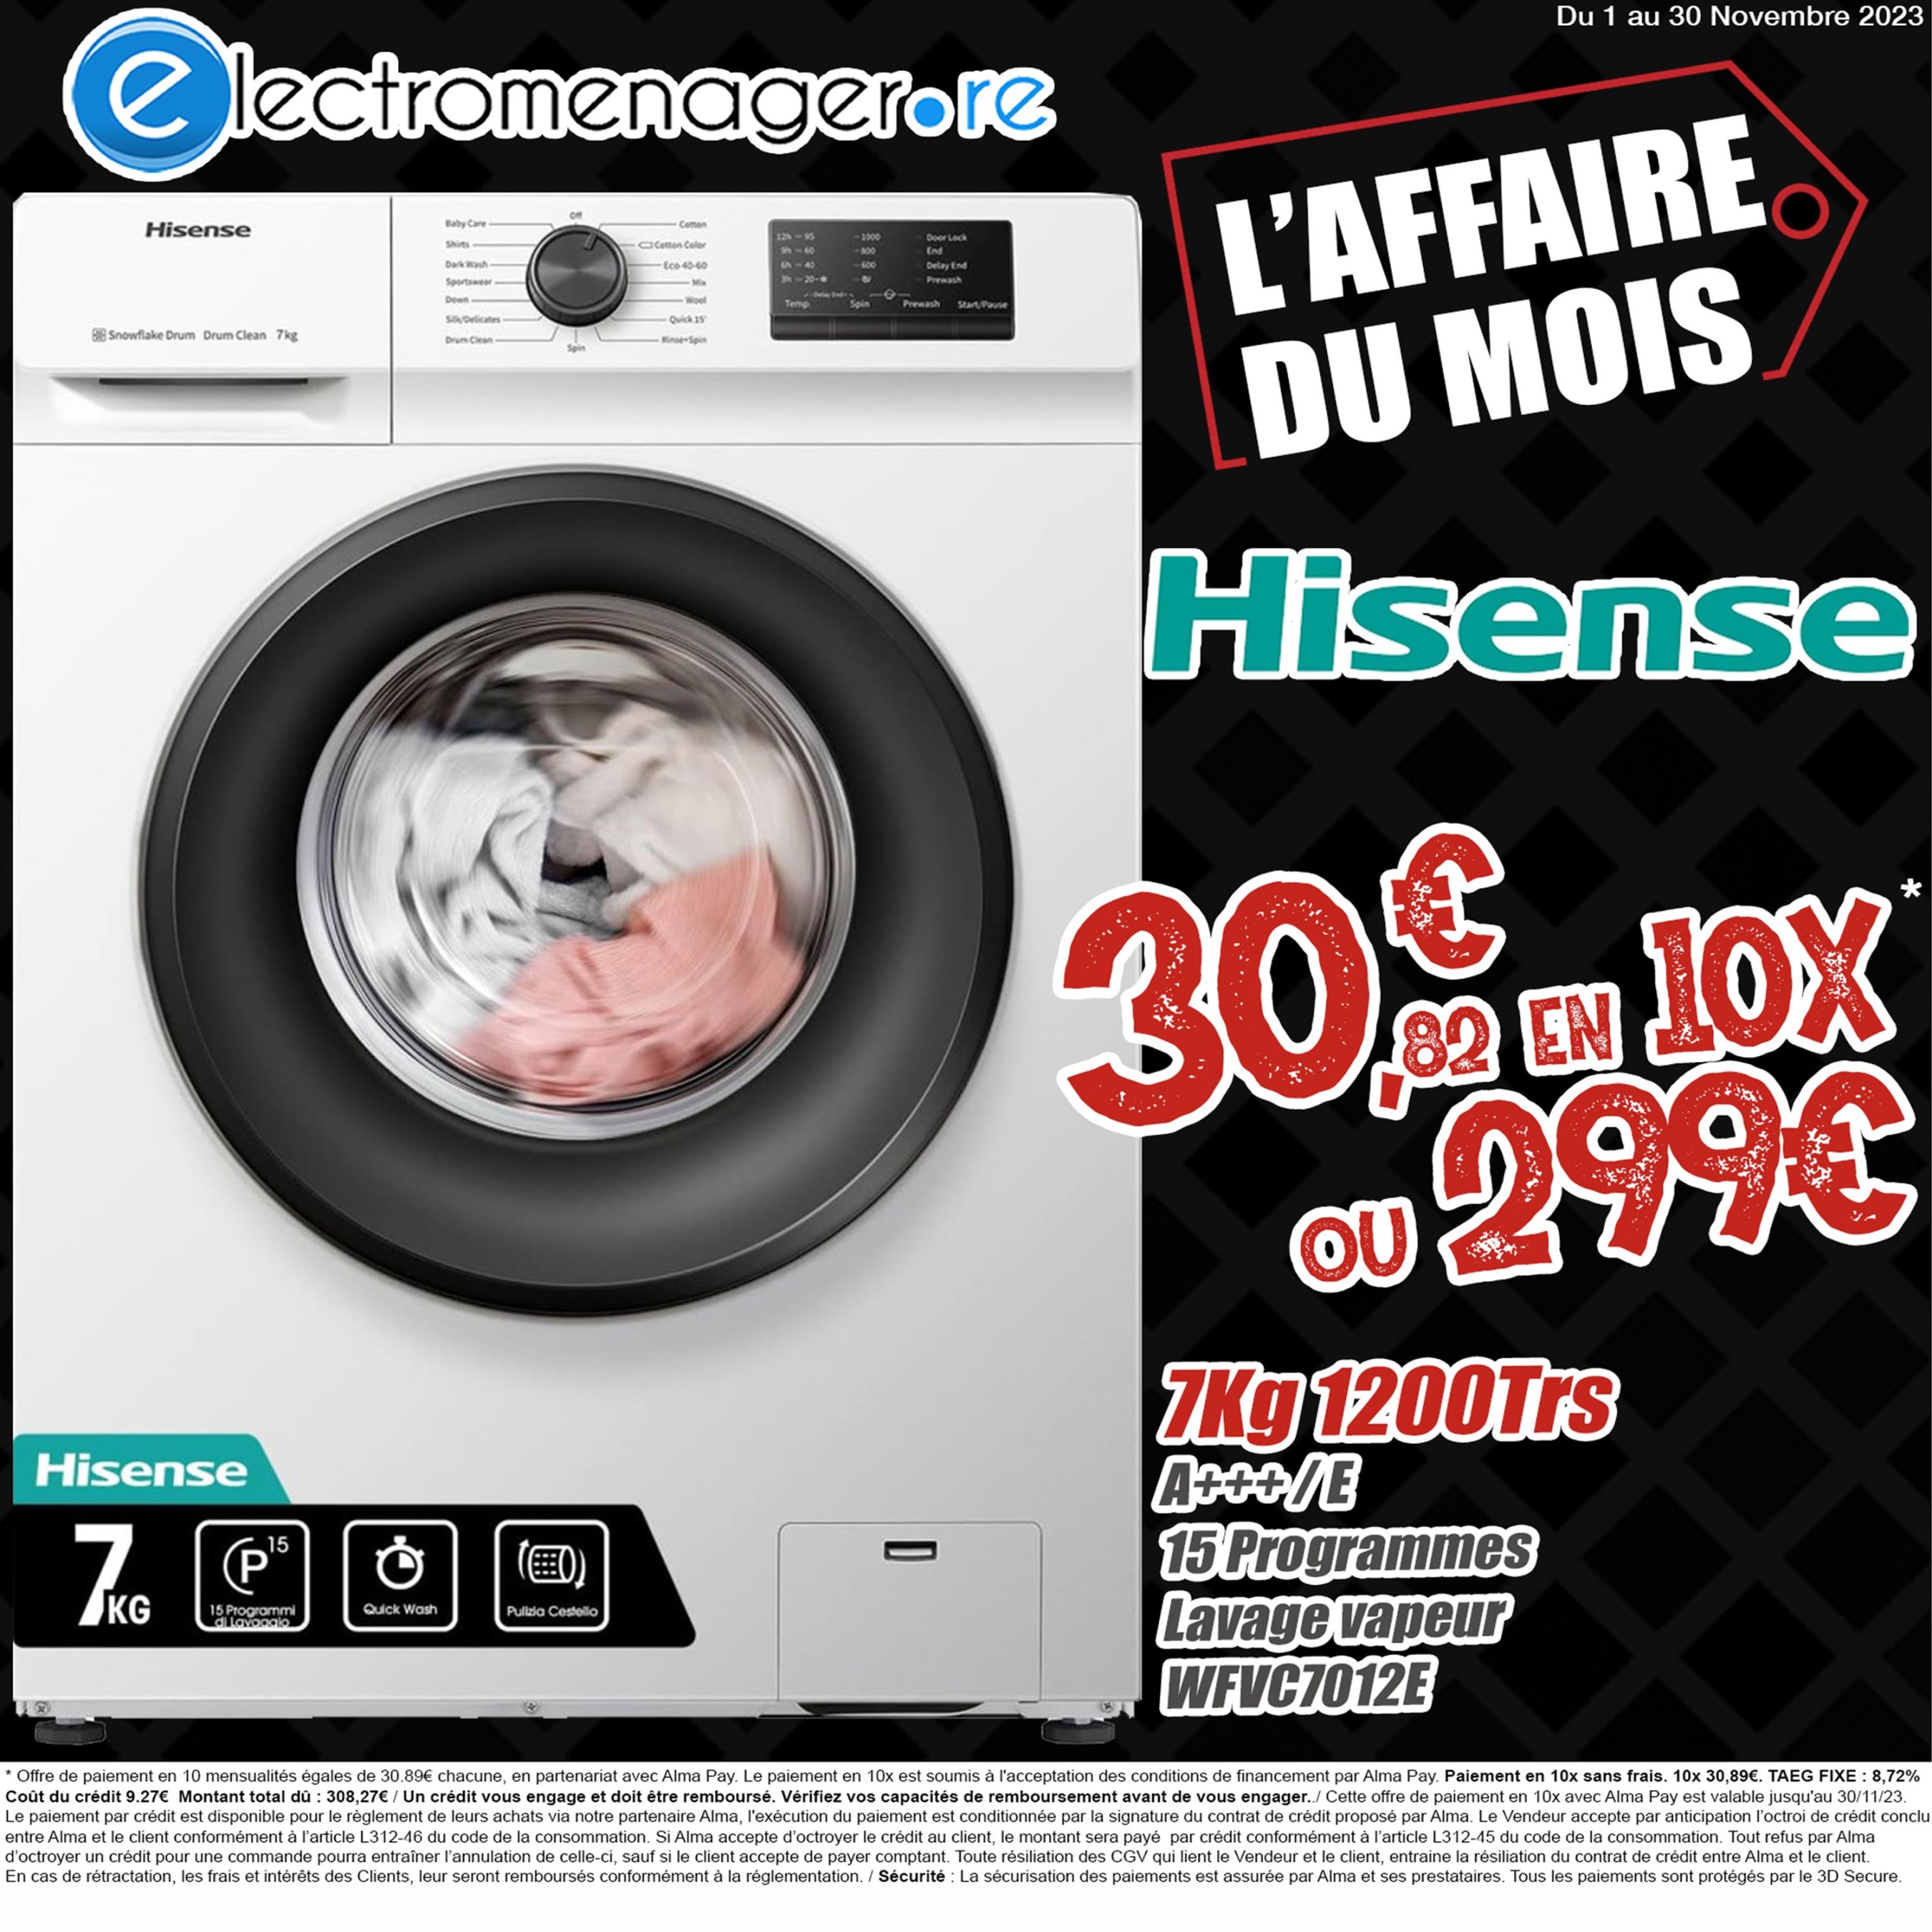 Du 1 au 30 Novembre 2023
electromenager.re
L'AFFAIRE
DU MOIS
Hisense
Snowflake Drum Drum Clean 7kg
Off
Baby Care
Shirts
Dark Wash
Sportswear
Down
Silk/Delicates
Drum Clean
Spin
Cotton
Cotton Color
Eco 40-60
Mix
Wool
Quick 15'
Rinse+Spin
12h - 95 - 1000 - Door Lock
9h - 60 - 800 - End
6h - 40 - 600 - Delay End
3h - 20 - Prewash
Delay End
Temp. Spin Prewash Start/Pause
Hisense
30,82€ EN 10X*
OU 299€
7Kg 1200Trs
A+++/E
15 Programmes
Lavage vapeur
WFVC7012E
Hisense
7KG
P15
15 Programmi
di Lavaggio
Quick Wash
Pulizia Cestello
* Offre de paiement en 10 mensualités égales de 30.89€ chacune, en partenariat avec Alma Pay. Le paiement en 10x est soumis à l'acceptation des conditions de financement par Alma Pay. Paiement en 10x sans frais. 10x 30,89€. TAEG FIXE : 8,72%
Coût du crédit 9.27€ Montant total dû : 308,27€ / Un crédit vous engage et doit être remboursé. Vérifiez vos capacités de remboursement avant de vous engager../ Cette offre de paiement en 10x avec Alma Pay est valable jusqu'au 30/11/23.
Le paiement par crédit est disponible pour le règlement de leurs achats via notre partenaire Alma, l'exécution du paiement est conditionnée par la signature du contrat de crédit proposé par Alma. Le Vendeur accepte par anticipation l'octroi de crédit conclu
entre Alma et le client conformément à l'article L312-46 du code de la consommation. Si Alma accepte d'octroyer le crédit au client, le montant sera payé par crédit conformément à l'article L312-45 du code de la consommation. Tout refus par Alma
d'octroyer un crédit pour une commande pourra entraîner l'annulation de celle-ci, sauf si le client accepte de payer comptant. Toute résiliation des CGV qui lient le Vendeur et le client, entraine la résiliation du contrat de crédit entre Alma et le client.
En cas de rétractation, les frais et intérêts des Clients, leur seront remboursés conformément à la réglementation. / Sécurité : La sécurisation des paiements est assurée par Alma et ses prestataires. Tous les paiements sont protégés par le 3D Secure.